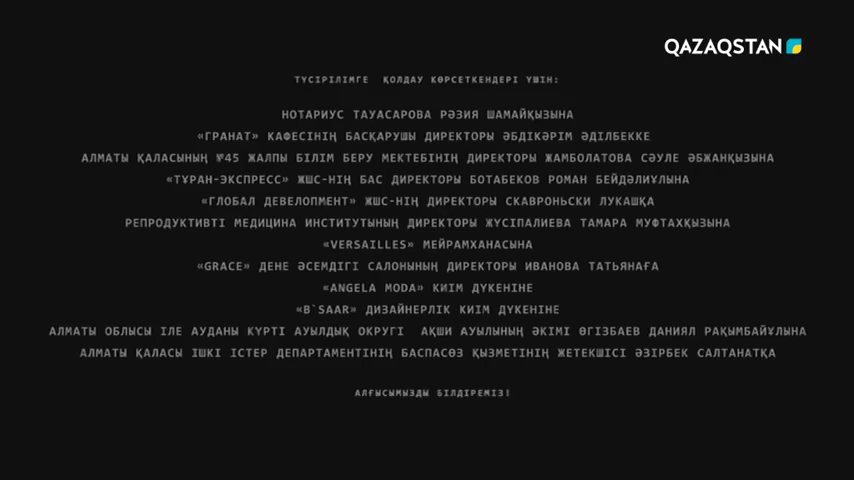 QAZAQSTAN
ТҮСІРІЛІМГЕ ҚОЛДАУ КӨРСЕТКЕНДЕРІ ҮШІН:
НОТАРИУС ТАУАСАРОВА РӘЗИЯ ШАМАЙҚЫЗЫНА
«ГРАНАТ» КАФЕСІНІҢ БАСҚАРУШЫ ДИРЕКТОРЫ ӘБДІКӘРІМ ӘДІЛБЕККЕ
АЛМАТЫ ҚАЛАСЫНЫҢ №45 ЖАЛПЫ БІЛІМ БЕРУ МЕКТЕБІНІҢ ДИРЕКТОРЫ ЖАМБОЛАТОВА СӘУЛЕ ӘБЖАНҚЫЗЫНА
«ТҰРАН-ЭКСПРЕСС» ЖШС-НІҢ БАС ДИРЕКТОРЫ БОТАБЕКОВ РОМАН БЕЙДӘЛИҰЛЫНА
«ГЛОБАЛ ДЕВЕЛОПМЕНТ» ЖШС-НІҢ ДИРЕКТОРЫ СКАВРОНЬСКИ ЛУКАШҚА
РЕПРОДУКТИВТІ МЕДИЦИНА ИНСТИТУТЫНЫҢ ДИРЕКТОРЫ ЖҮСІПАЛИЕВА ТАМАРА МУФТАХҚЫЗЫНА
«VERSAILLES» МЕЙРАМХАНАСЫНА
«GRACE» ДЕНЕ ӘСЕМДІГІ САЛОНЫНЫҢ ДИРЕКТОРЫ ИВАНОВА ТАТЬЯНАҒА
«ANGELA MODA» КИІМ ДҮКЕНІНЕ
«B`SAAR» ДИЗАЙНЕРЛІК КИІМ ДҮКЕНІНЕ
АЛМАТЫ ОБЛЫСЫ ІЛЕ АУДАНЫ КҮРТІ АУЫЛДЫҚ ОКРУГІ АҚШИ АУЫЛЫНЫҢ ӘКІМІ ӨГІЗБАЕВ ДАНИЯЛ РАҚЫМБАЙҰЛЫНА
АЛМАТЫ ҚАЛАСЫ ІШКІ ІСТЕР ДЕПАРТАМЕНТІНІҢ БАСПАСӨЗ ҚЫЗМЕТІНІҢ ЖЕТЕКШІСІ ӘЗІРБЕК САЛТАНАТҚА
АЛҒЫСЫМЫЗДЫ БІЛДІРЕМІЗ!